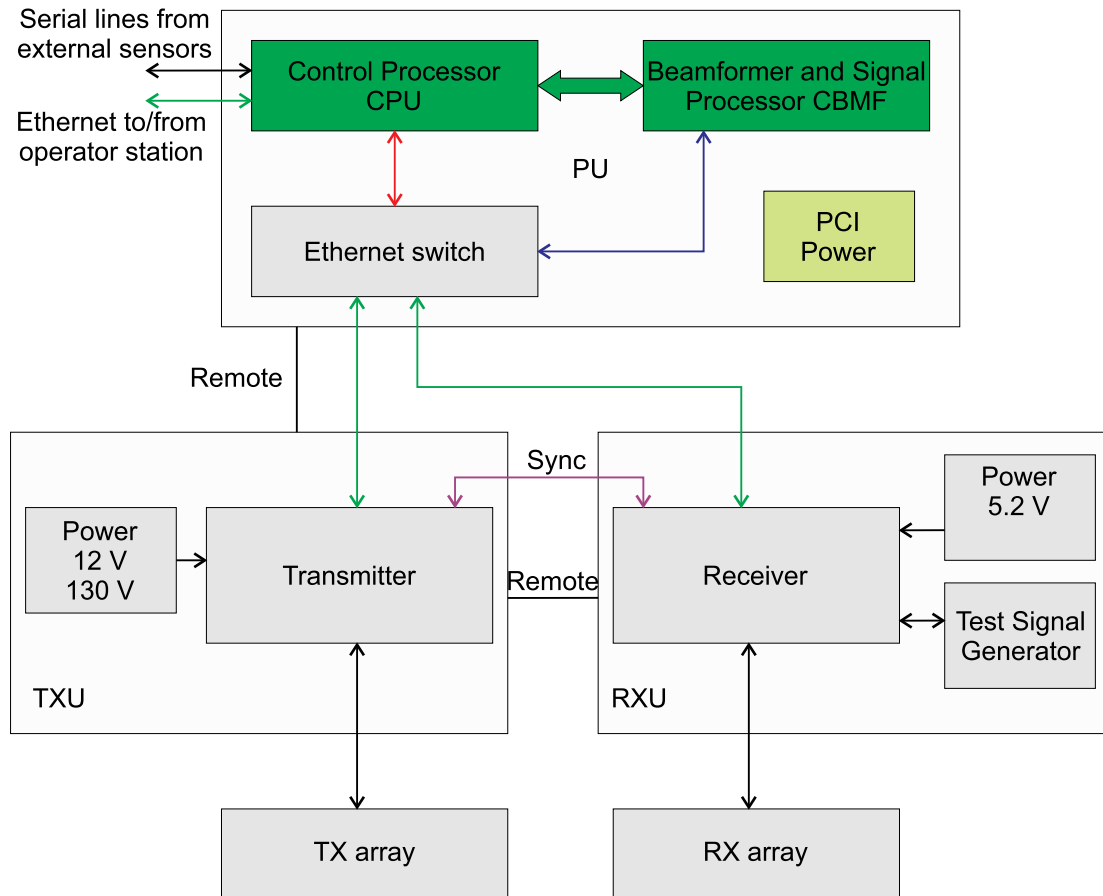 Serial lines from
external sensors
Ethernet to/from
operator station
Control Processor
CPU
Beamformer and Signal
Processor CBMF
PU
Ethernet switch
PCI
Power
Remote
Sync
Power
12 V
130 V
Transmitter
TXU
Remote
Receiver
RXU
Power
5.2 V
Test Signal
Generator
TX array
RX array